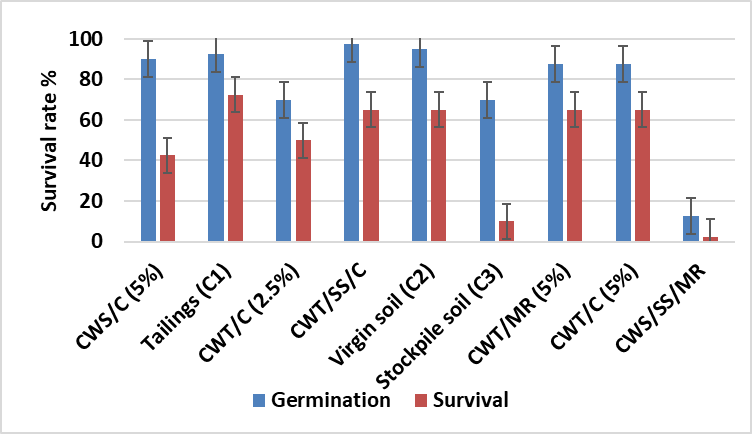 Survival rate %
100
80
60
40
20
0
CWS/C (5%)
Tailings (C1)
CWT/C (2.5%)
CWT/SS/C
Virgin soil (C2)
Stockpile soil (C3)
CWT/MR (5%)
CWT/C (5%)
CWS/SS/MR
Germination Survival